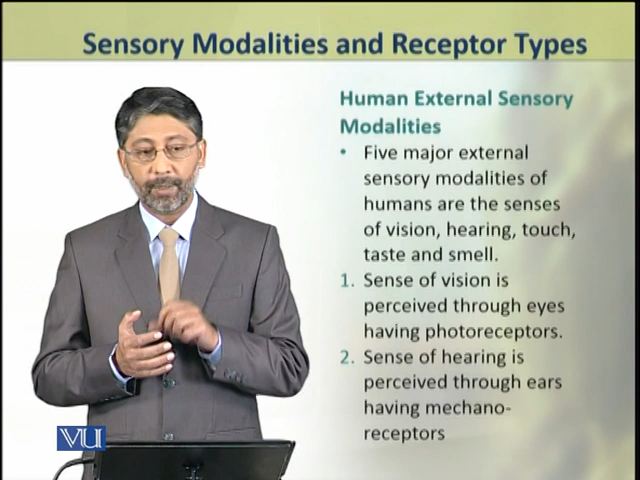 Sensory Modalities and Receptor Types
Human External Sensory
Modalities
• Five major external
sensory modalities of
humans are the senses
of vision, hearing, touch,
taste and smell.
1. Sense of vision is
perceived through eyes
having photoreceptors.
2. Sense of hearing is
perceived through ears
having mechano-
receptors
VU